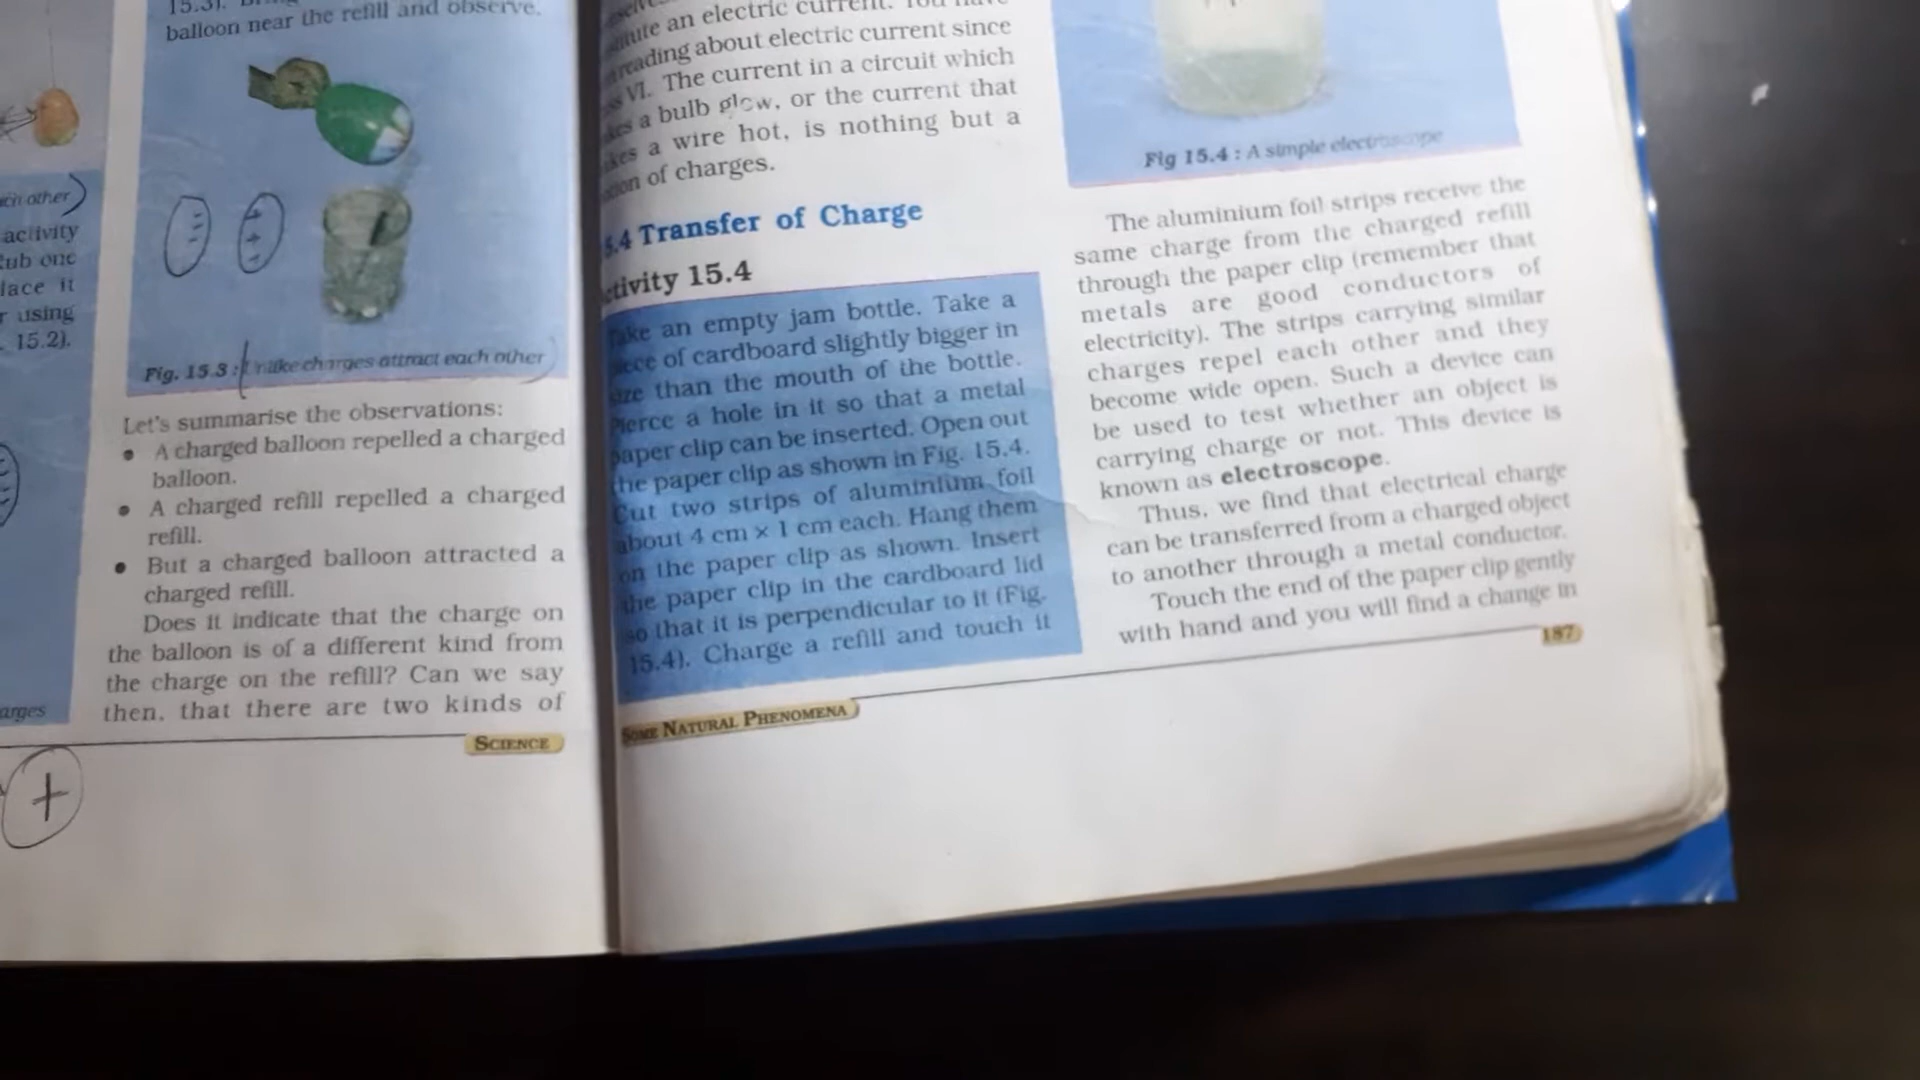 15.3).
balloon near the refill and observe.
ch other
activity
ub one
lace it
r using
15.2).
arges
+
Fig. 15.3 : Unlike charges attract each other
Let's summarise the observations:
• A charged balloon repelled a charged
balloon.
• A charged refill repelled a charged
refill.
• But a charged balloon attracted a
charged refill.
Does it indicate that the charge on
the balloon is of a different kind from
the charge on the refill? Can we say
then, that there are two kinds of
SCIENCE
an electric current. You have
reading about electric current since
VI. The current in a circuit which
a bulb glow, or the current that
a wire hot, is nothing but a
of charges.
5.4 Transfer of Charge
ctivity 15.4
Take an empty jam bottle. Take a
iece of cardboard slightly bigger in
size than the mouth of the bottle.
Pierce a hole in it so that a metal
paper clip can be inserted. Open out
the paper clip as shown in Fig. 15.4.
Cut two strips of aluminium foil
about 4 cm × 1 cm each. Hang them
on the paper clip as shown. Insert
the paper clip in the cardboard lid
so that it is perpendicular to it (Fig.
15.4). Charge a refill and touch it
SOME NATURAL PHENOMENA
Fig 15.4 : A simple electroscope
The aluminium foil strips receive the
same charge from the charged refill
through the paper clip (remember that
metals are good conductors of
electricity). The strips carrying similar
charges repel each other and they
become wide open. Such a device can
be used to test whether an object is
carrying charge or not. This device is
known as electroscope.
Thus, we find that electrical charge
can be transferred from a charged object
to another through a metal conductor.
Touch the end of the paper clip gently
with hand and you will find a change in
187